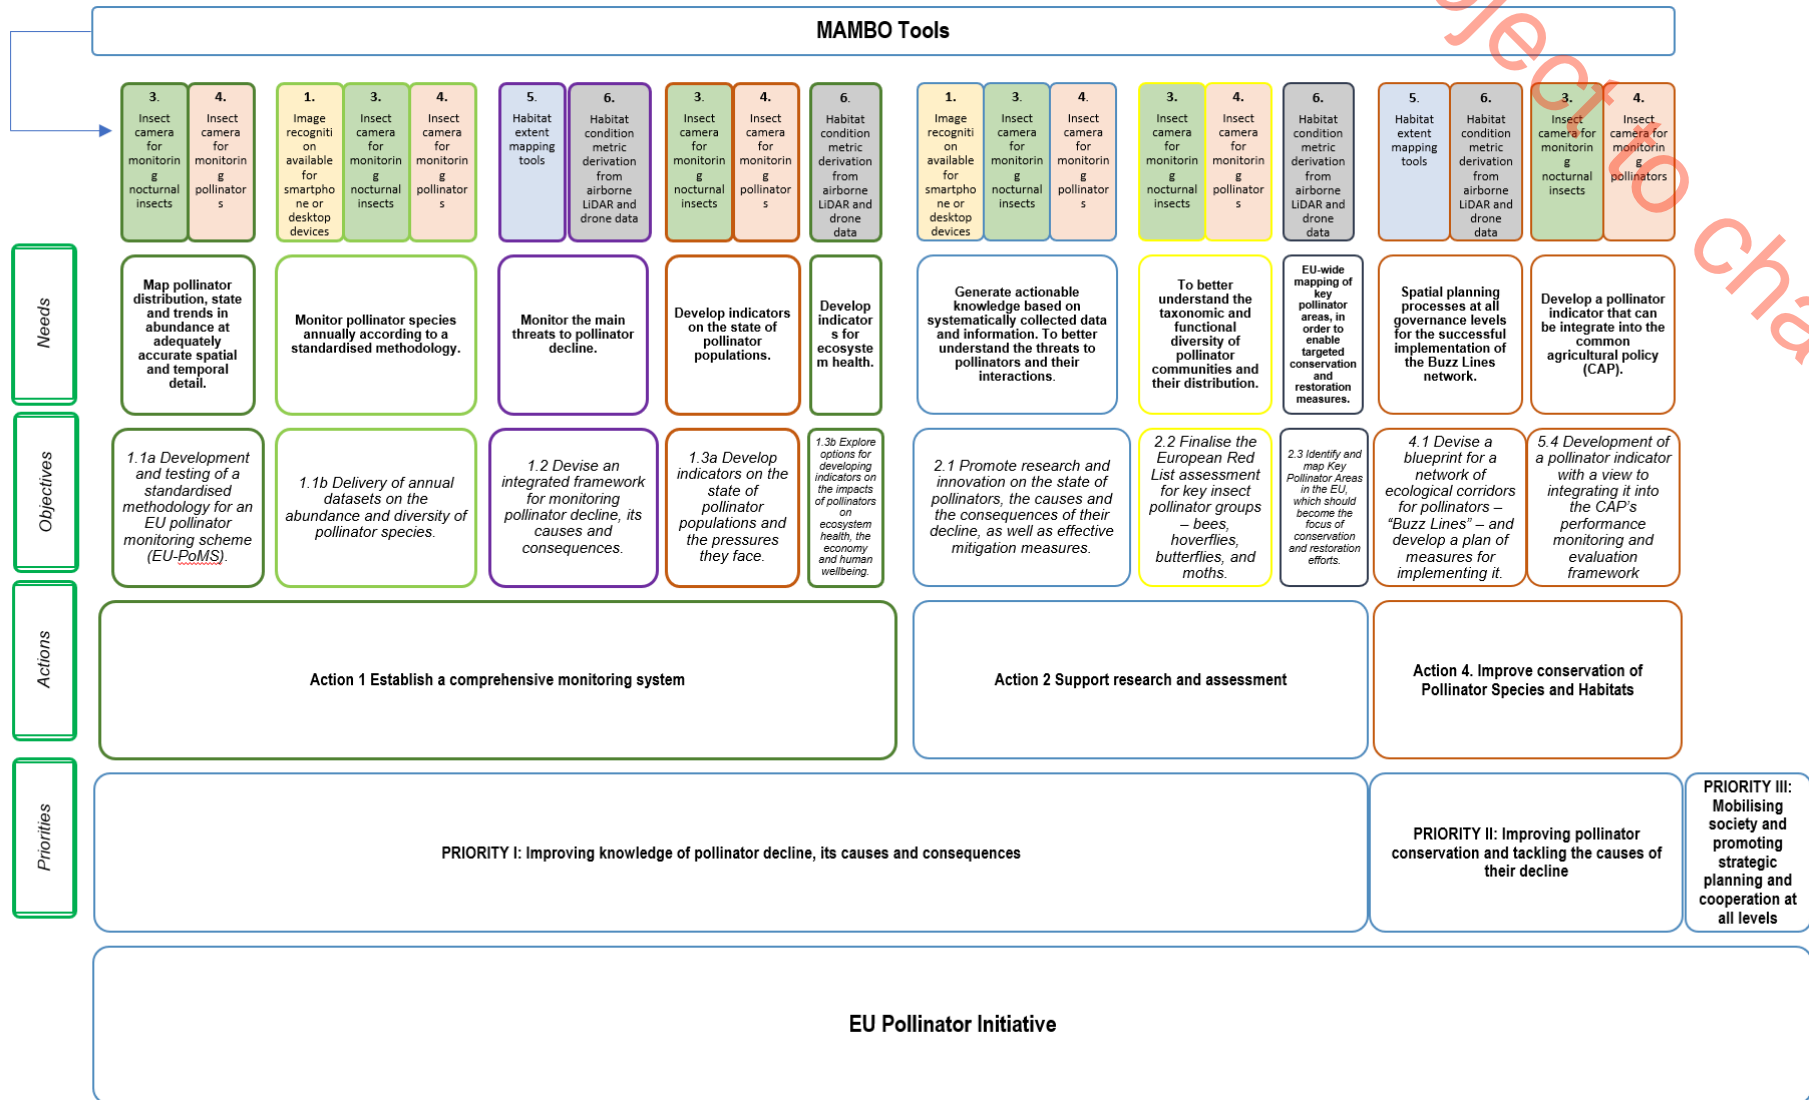 MAMBO Tools
3.
Insect
camera
for
monitorin
g
nocturnal
insects
4.
Insect
camera
for
monitorin
g
pollinator
s
1.
Image
recogniti
on
available
for
smartpho
ne or
desktop
devices
3.
Insect
camera
for
monitorin
g
nocturnal
insects
4.
Insect
camera
for
monitorin
g
pollinator
s
5.
Habitat
extent
mapping
tools
6.
Habitat
condition
metric
derivation
from
airborne
LiDAR and
drone data
3.
Insect
camera
for
monitorin
g
nocturnal
insects
4.
Insect
camera
for
monitorin
g
pollinator
s
6.
Habitat
condition
metric
derivation
from
airborne
LiDAR and
drone
data
1.
Image
recogniti
on
available
for
smartpho
ne or
desktop
devices
3.
Insect
camera
for
monitorin
g
nocturnal
insects
4.
Insect
camera
for
monitorin
g
pollinator
s
3.
Insect
camera
for
monitorin
g
nocturnal
insects
4.
Insect
camera
for
monitorin
g
pollinator
s
6.
Habitat
condition
metric
derivation
from
airborne
LiDAR and
drone
data
5.
Habitat
extent
mapping
tools
6.
Habitat
condition
metric
derivation
from
airborne
LiDAR and
drone
data
3.
Insect
camera for
monitorin
g
nocturnal
insects
4.
Insect
camera for
monitorin
g
pollinators
ject to cha
Needs
Map pollinator
distribution, state
and trends in
abundance at
adequately
accurate spatial
and temporal
detail.
Monitor pollinator species
annually according to a
standardised methodology.
Monitor the main
threats to pollinator
decline.
Develop indicators
on the state of
pollinator
populations.
Develop
indicator
s for
ecosyste
m health.
Generate actionable
knowledge based on
systematically collected data
and information. To better
understand the threats to
pollinators and their
interactions.
To better
understand the
taxonomic and
functional
diversity of
pollinator
communities and
their distribution.
EU-wide
mapping of
key
pollinator
areas, in
order to
enable
targeted
conservation
and
restoration
measures.
Spatial planning
processes at all
governance levels
for the successful
implementation of
the Buzz Lines
network.
Develop a pollinator
indicator that can
be integrate into the
common
agricultural policy
(CAP).
Objectives
1.1a Development
and testing of a
standardised
methodology for an
EU pollinator
monitoring scheme
(EU-PoMS).
1.1b Delivery of annual
datasets on the
abundance and diversity of
pollinator species.
1.2 Devise an
integrated framework
for monitoring
pollinator decline, its
causes and
consequences.
1.3a Develop
indicators on the
state of
pollinator
populations and
the pressures
they face.
1.3b Explore
options for
developing
indicators on
the impacts
of pollinators
on
ecosystem
health, the
economy
and human
wellbeing.
2.1 Promote research and
innovation on the state of
pollinators, the causes and
the consequences of their
decline, as well as effective
mitigation measures.
2.2 Finalise the
European Red
List assessment
for key insect
pollinator groups
– bees,
hoverflies,
butterflies, and
moths.
2.3 Identify and
map Key
Pollinator Areas
in the EU,
which should
become the
focus of
conservation
and restoration
efforts.
4.1 Devise a
blueprint for a
network of
ecological corridors
for pollinators –
“Buzz Lines” – and
develop a plan of
measures for
implementing it.
5.4 Development of
a pollinator indicator
with a view to
integrating it into
the CAP’s
performance
monitoring and
evaluation
framework
Actions
Action 1 Establish a comprehensive monitoring system
Action 2 Support research and assessment
Action 4. Improve conservation of
Pollinator Species and Habitats
Priorities
PRIORITY I: Improving knowledge of pollinator decline, its causes and consequences
PRIORITY II: Improving pollinator
conservation and tackling the causes of
their decline
PRIORITY III:
Mobilising
society and
promoting
strategic
planning and
cooperation at
all levels
EU Pollinator Initiative